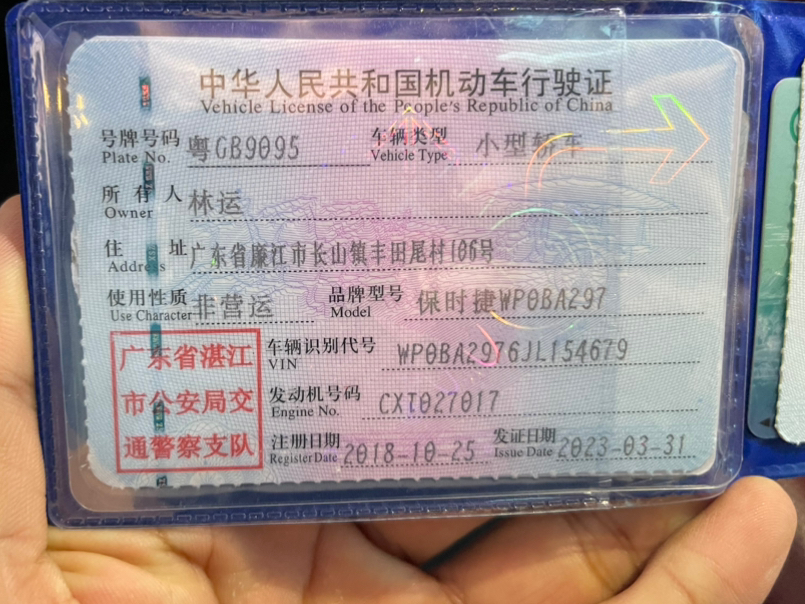 中华人民共和国机动车行驶证
Vehicle License of the People's Republic of China
号牌号码 粤GB9095 车辆类型 小型轿车
Plate No. Vehicle Type
所有人 林运
Owner
住址 广东省廉江市长山镇丰田尾村106号
Address
使用性质 非营运 品牌型号 保时捷WP0BA297
Use Character Model
广东省湛江
市公安局交
通警察支队
车辆识别代号 WP0BA2976JL154679
VIN
发动机号码 CXT027017
Engine No.
注册日期 2018-10-25 发证日期 2023-03-31
Register Date Issue Date